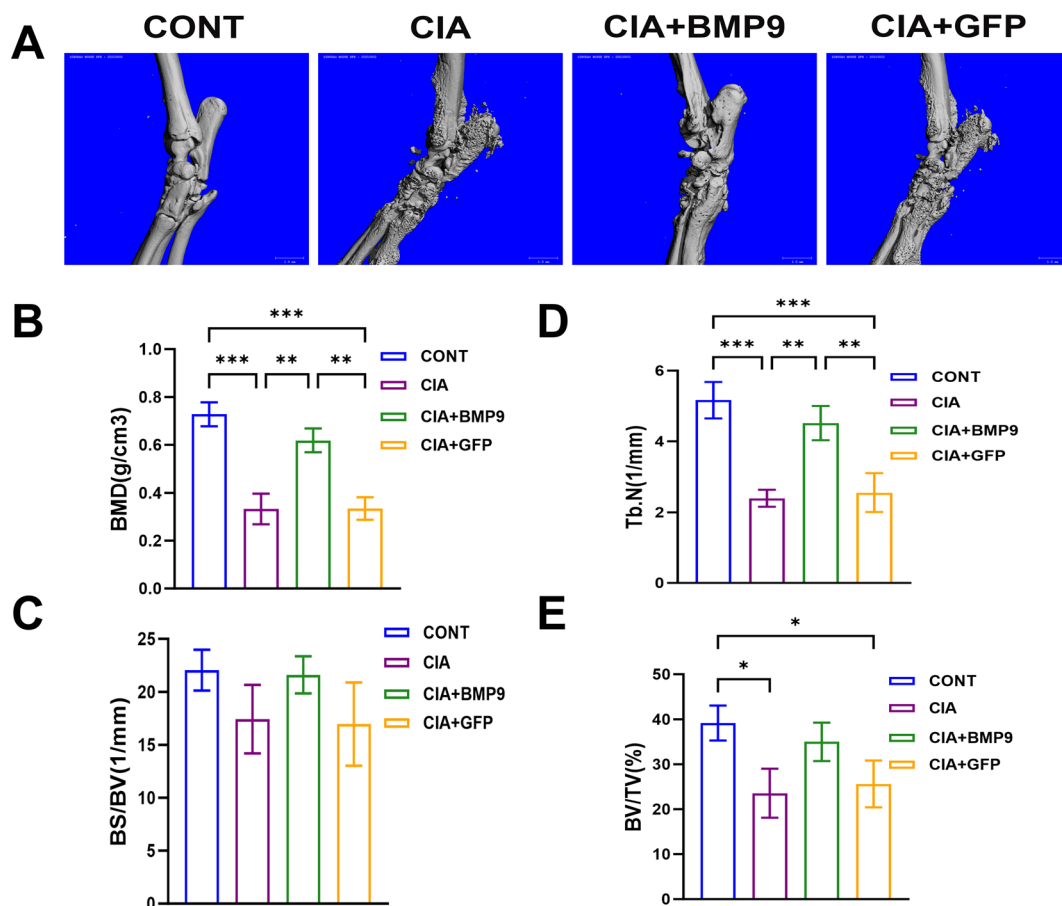 A
CONT
CIA
CIA+BMP9
CIA+GFP
B
***
***
**
**
BMD(g/cm3)
1.0
0.8
0.6
0.4
0.2
0.0
CONT
CIA
CIA+BMP9
CIA+GFP
D
***
***
**
**
Tb.N(1/mm)
6
4
2
0
CONT
CIA
CIA+BMP9
CIA+GFP
C
BS/BV(1/mm)
25
20
15
10
5
0
CONT
CIA
CIA+BMP9
CIA+GFP
E
*
*
BV/TV(%)
50
40
30
20
10
0
CONT
CIA
CIA+BMP9
CIA+GFP